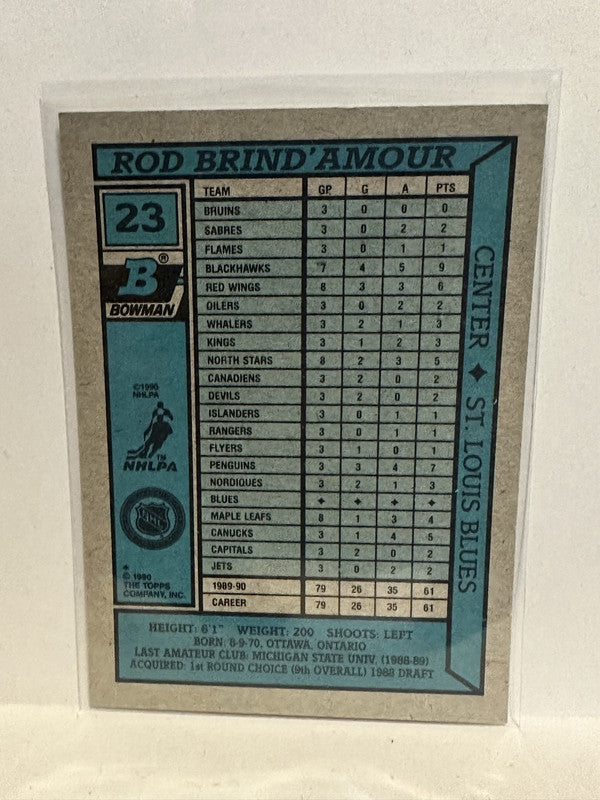 ROD BRIND'AMOUR
23
B®
BOWMAN
©1990
NHLPA
™
NHLPA
NHL
© 1990
THE TOPPS
COMPANY, INC.
TEAM GP G A PTS
BRUINS 3 0 0 0
SABRES 3 0 2 2
FLAMES 3 0 1 1
BLACKHAWKS 7 4 5 9
RED WINGS 8 3 3 6
OILERS 3 0 2 2
WHALERS 3 2 1 3
KINGS 3 1 2 3
NORTH STARS 8 2 3 5
CANADIENS 3 2 0 2
DEVILS 3 2 0 2
ISLANDERS 3 0 1 1
RANGERS 3 0 1 1
FLYERS 3 1 0 1
PENGUINS 3 3 4 7
NORDIQUES 3 2 1 3
BLUES ✦ ✦ ✦ ✦
MAPLE LEAFS 8 1 3 4
CANUCKS 3 1 4 5
CAPITALS 3 2 0 2
JETS 3 0 2 2
1989-90 79 26 35 61
CAREER 79 26 35 61
CENTER ✦ ST. LOUIS BLUES
HEIGHT: 6'1" WEIGHT: 200 SHOOTS: LEFT
BORN: 8-9-70, OTTAWA, ONTARIO
LAST AMATEUR CLUB: MICHIGAN STATE UNIV. (1988-89)
ACQUIRED: 1st ROUND CHOICE (9th OVERALL) 1988 DRAFT